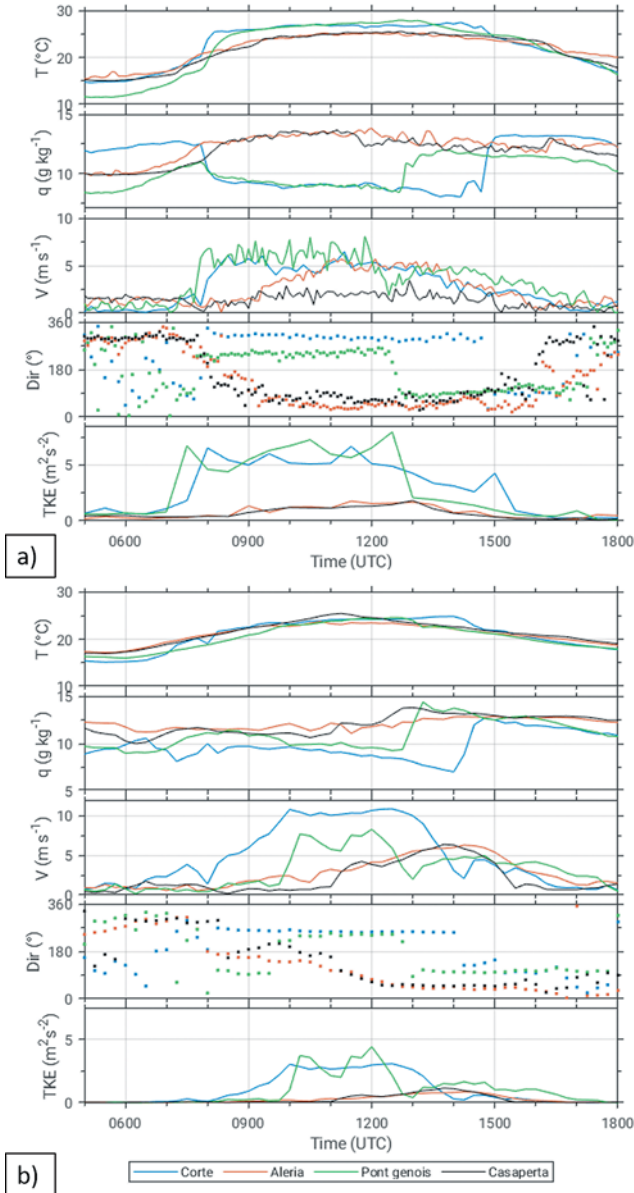 30
20
10
T (°C)
15
10
q (g kg⁻¹)
10
5
0
V (m s⁻¹)
360
180
0
Dir (°)
5
0
TKE (m²s⁻²)
0600 0900 1200 1500 1800
Time (UTC)
a)
30
20
10
T (°C)
15
10
5
q (g kg⁻¹)
10
5
0
V (m s⁻¹)
360
180
0
Dir (°)
5
0
TKE (m²s⁻²)
0600 0900 1200 1500 1800
Time (UTC)
b)
Corte Aleria Pont genois Casaperta